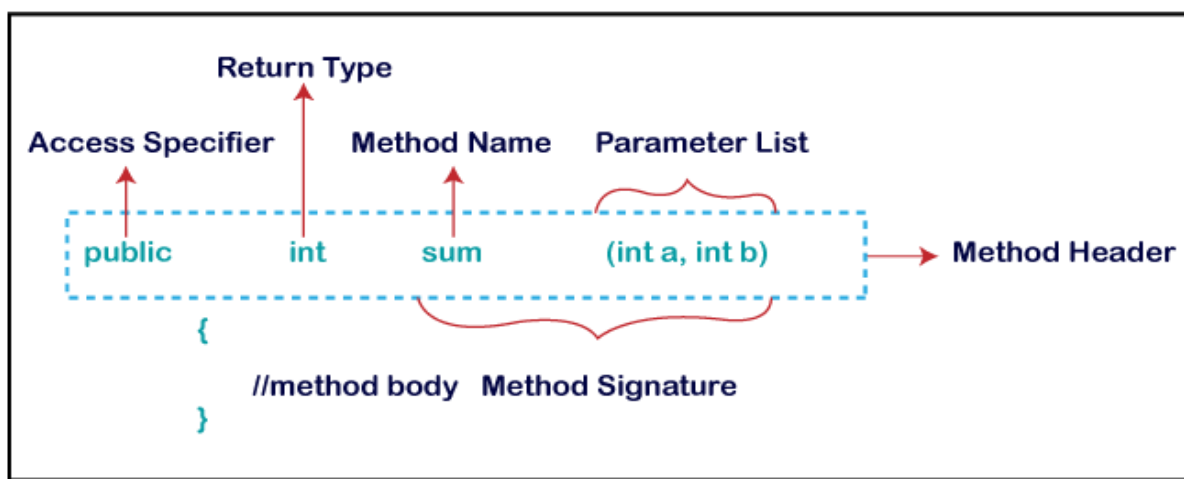 Return Type
Access Specifier Method Name Parameter List
public int sum (int a, int b) Method Header
{
//method body Method Signature
}